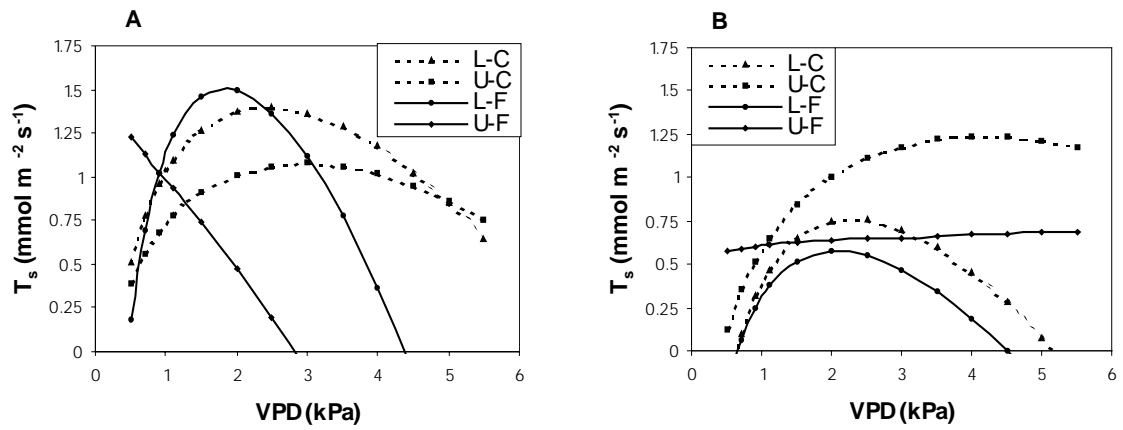 A
1.75
1.5
1.25
1
0.75
0.5
0.25
0
T_s (mmol m⁻² s⁻¹)
L-C
U-C
L-F
U-F
0 1 2 3 4 5 6
VPD (kPa)
B
1.75
1.5
1.25
1
0.75
0.5
0.25
0
T_s (mmol m⁻² s⁻¹)
L-C
U-C
L-F
U-F
0 1 2 3 4 5 6
VPD (kPa)